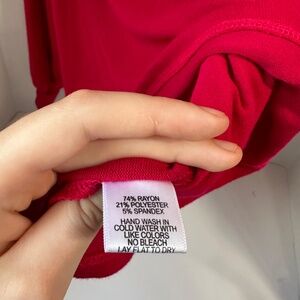 74% RAYON
21% POLYESTER
5% SPANDEX
HAND WASH IN
COLD WATER WITH
LIKE COLORS
NO BLEACH
LAY FLAT TO DRY